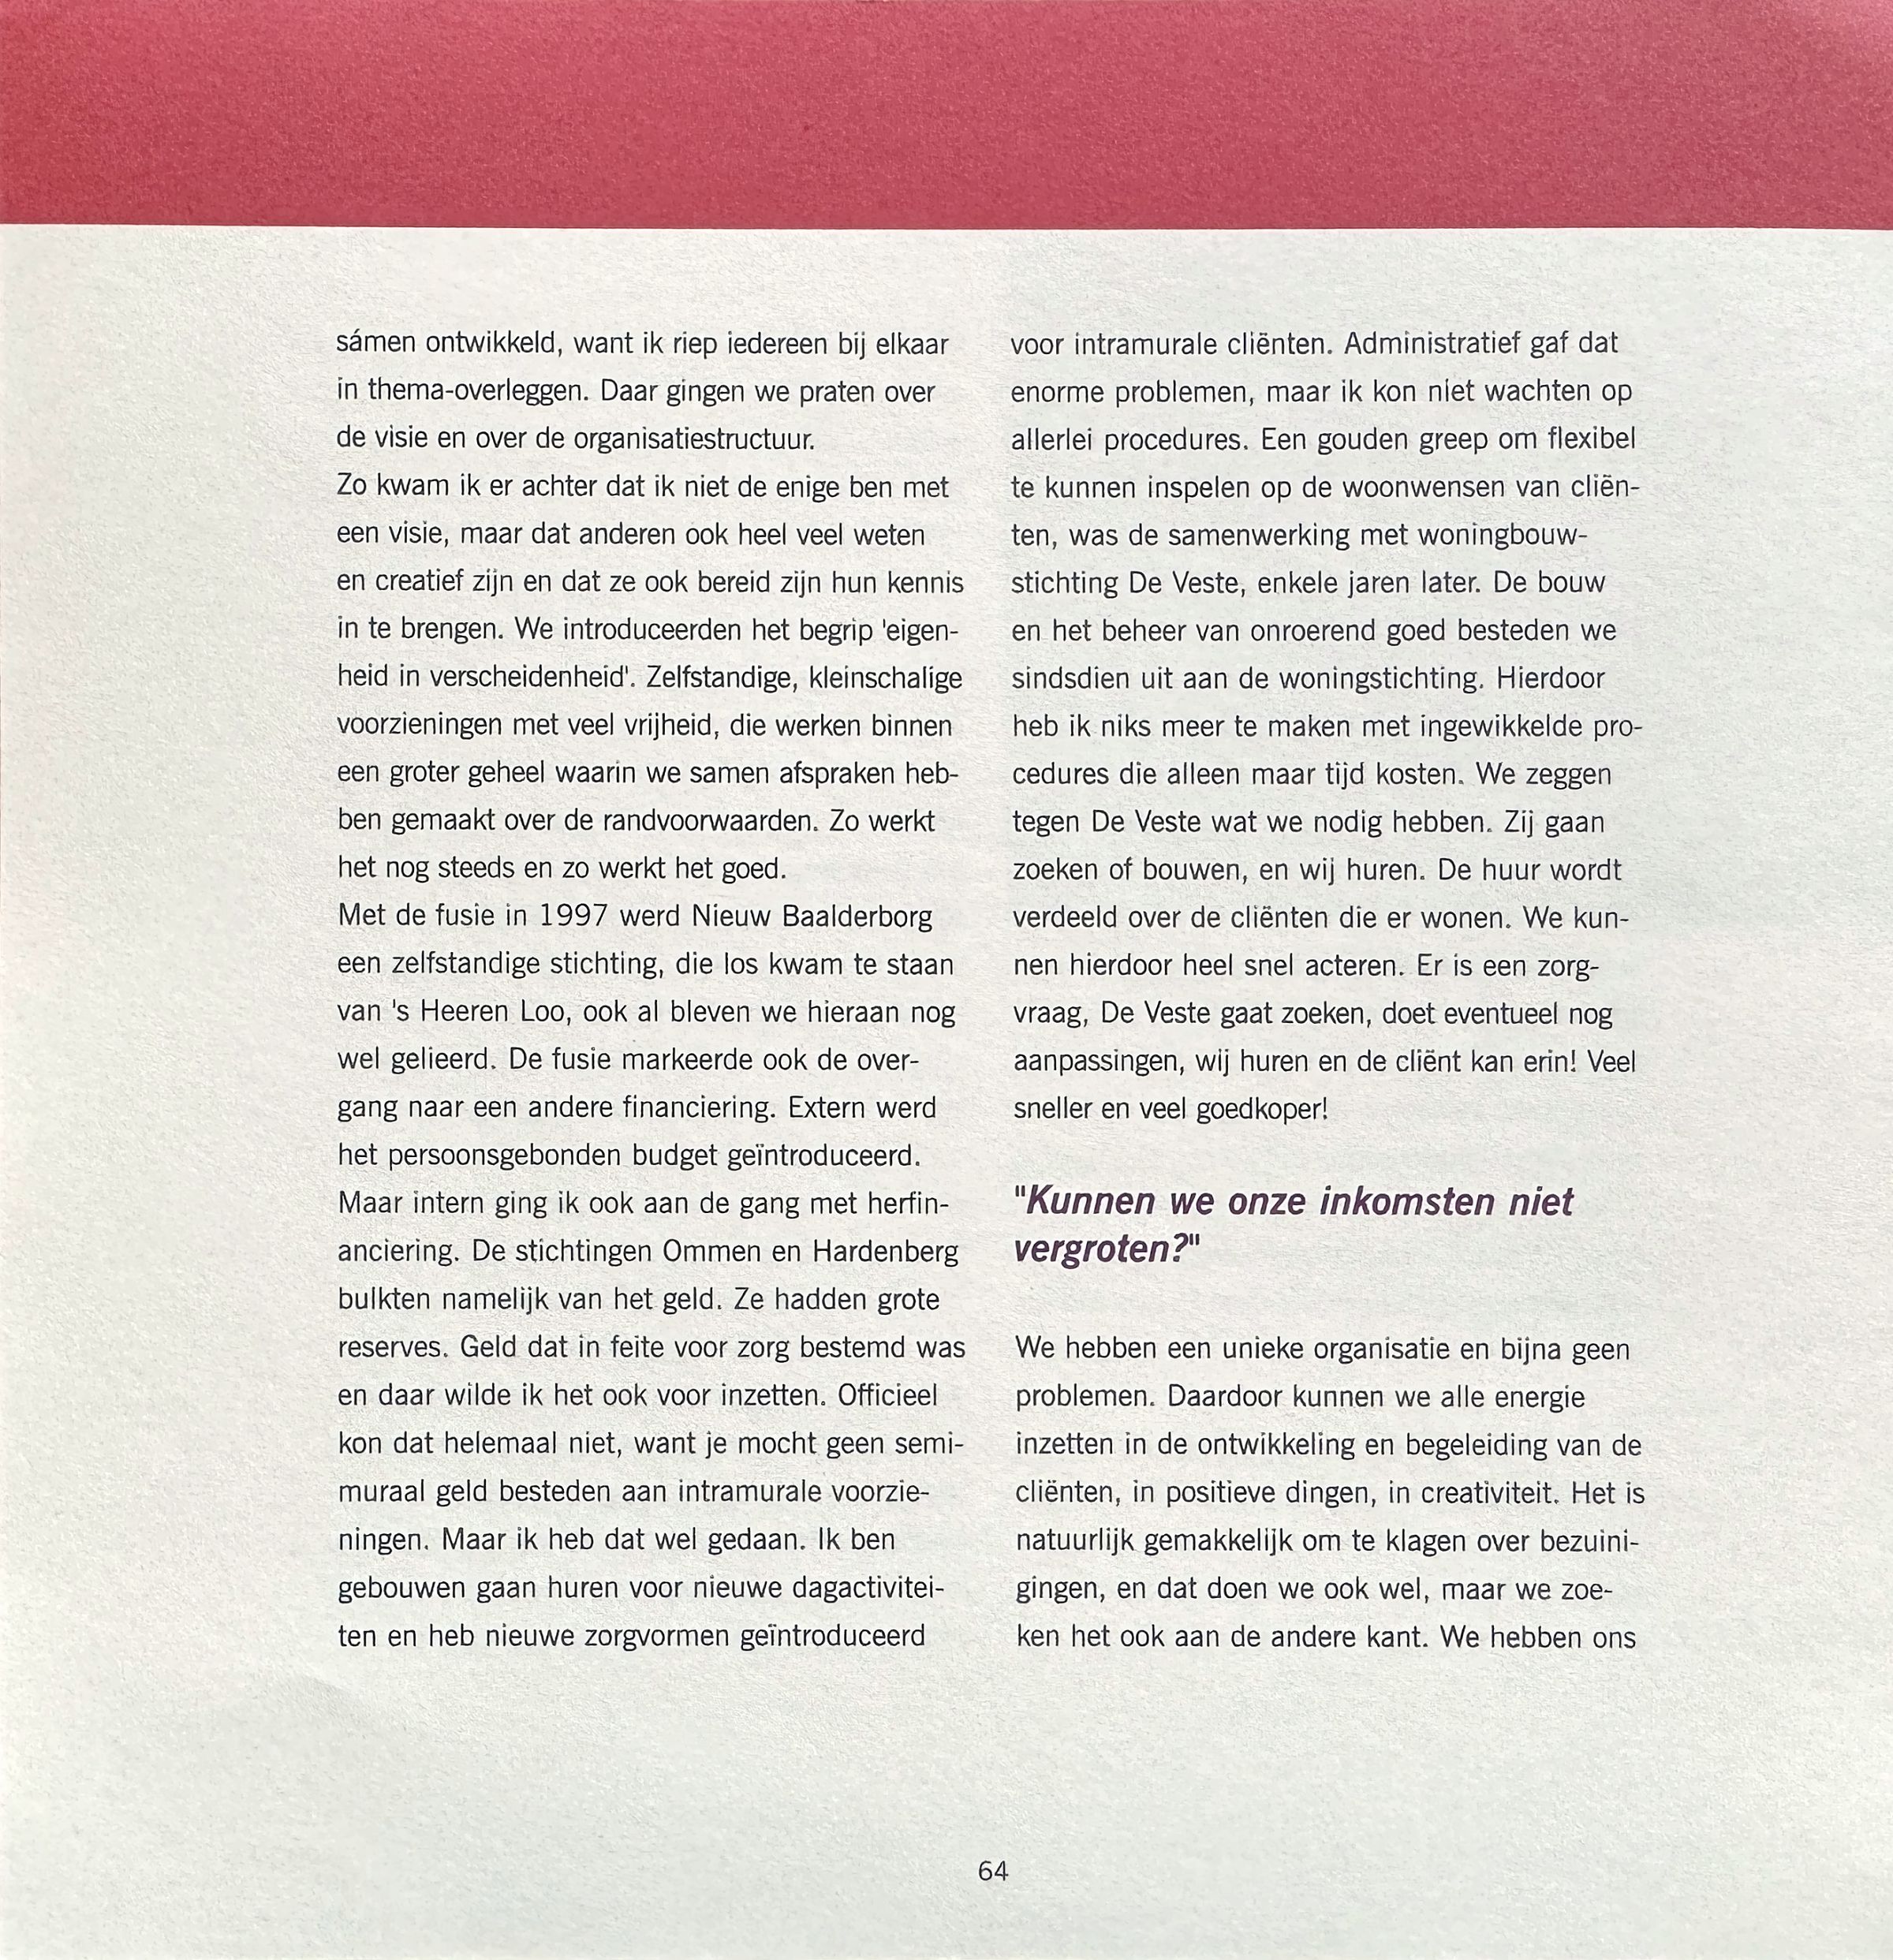 sámen ontwikkeld, want ik riep iedereen bij elkaar
in thema-overleggen. Daar gingen we praten over
de visie en over de organisatiestructuur.
Zo kwam ik er achter dat ik niet de enige ben met
een visie, maar dat anderen ook heel veel weten
en creatief zijn en dat ze ook bereid zijn hun kennis
in te brengen. We introduceerden het begrip 'eigen-
heid in verscheidenheid'. Zelfstandige, kleinschalige
voorzieningen met veel vrijheid, die werken binnen
een groter geheel waarin we samen afspraken heb-
ben gemaakt over de randvoorwaarden. Zo werkt
het nog steeds en zo werkt het goed.
Met de fusie in 1997 werd Nieuw Baalderborg
een zelfstandige stichting, die los kwam te staan
van 's Heeren Loo, ook al bleven we hieraan nog
wel gelieerd. De fusie markeerde ook de over-
gang naar een andere financiering. Extern werd
het persoonsgebonden budget geïntroduceerd.
Maar intern ging ik ook aan de gang met herfin-
anciering. De stichtingen Ommen en Hardenberg
bulkten namelijk van het geld. Ze hadden grote
reserves. Geld dat in feite voor zorg bestemd was
en daar wilde ik het ook voor inzetten. Officieel
kon dat helemaal niet, want je mocht geen semi-
muraal geld besteden aan intramurale voorzie-
ningen. Maar ik heb dat wel gedaan. Ik ben
gebouwen gaan huren voor nieuwe dagactivitei-
ten en heb nieuwe zorgvormen geïntroduceerd
voor intramurale cliënten. Administratief gaf dat
enorme problemen, maar ik kon niet wachten op
allerlei procedures. Een gouden greep om flexibel
te kunnen inspelen op de woonwensen van cliën-
ten, was de samenwerking met woningbouw-
stichting De Veste, enkele jaren later. De bouw
en het beheer van onroerend goed besteden we
sindsdien uit aan de woningstichting. Hierdoor
heb ik niks meer te maken met ingewikkelde pro-
cedures die alleen maar tijd kosten. We zeggen
tegen De Veste wat we nodig hebben. Zij gaan
zoeken of bouwen, en wij huren. De huur wordt
verdeeld over de cliënten die er wonen. We kun-
nen hierdoor heel snel acteren. Er is een zorg-
vraag, De Veste gaat zoeken, doet eventueel nog
aanpassingen, wij huren en de cliënt kan erin! Veel
sneller en veel goedkoper!
"Kunnen we onze inkomsten niet
vergroten?"
We hebben een unieke organisatie en bijna geen
problemen. Daardoor kunnen we alle energie
inzetten in de ontwikkeling en begeleiding van de
cliënten, in positieve dingen, in creativiteit. Het is
natuurlijk gemakkelijk om te klagen over bezuini-
gingen, en dat doen we ook wel, maar we zoe-
ken het ook aan de andere kant. We hebben ons
64